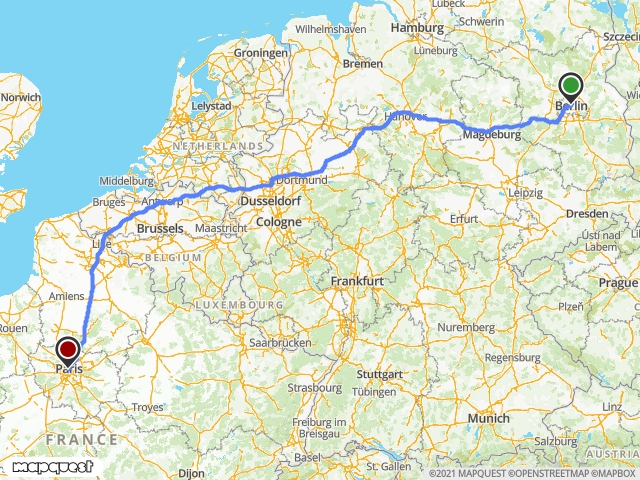 Lübeck
Schwerin
Wilhelmshaven
Hamburg
Szczecin
Groningen
Lüneburg
Bremen
Norwich
Lelystad
Berlin
Hanover
Magdeburg
NETHERLANDS
Middelburg
Dortmund
Bruges
Antwerp
Dusseldorf
Leipzig
Brussels
Maastricht
Cologne
Erfurt
Dresden
Lille
BELGIUM
Ústí nad
Labem
Prague
Amiens
Frankfurt
LUXEMBOURG
Plzeň
Rouen
Saarbrücken
Nuremberg
Paris
Regensburg
Stuttgart
Strasbourg
Tübingen
Troyes
Munich
Freiburg im
Breisgau
Salzburg
FRANCE
Basel
AUSTRIA
St. Gallen
Dijon
mapquest
©2021 MAPQUEST ©OPENSTREETMAP ©MAPBOX